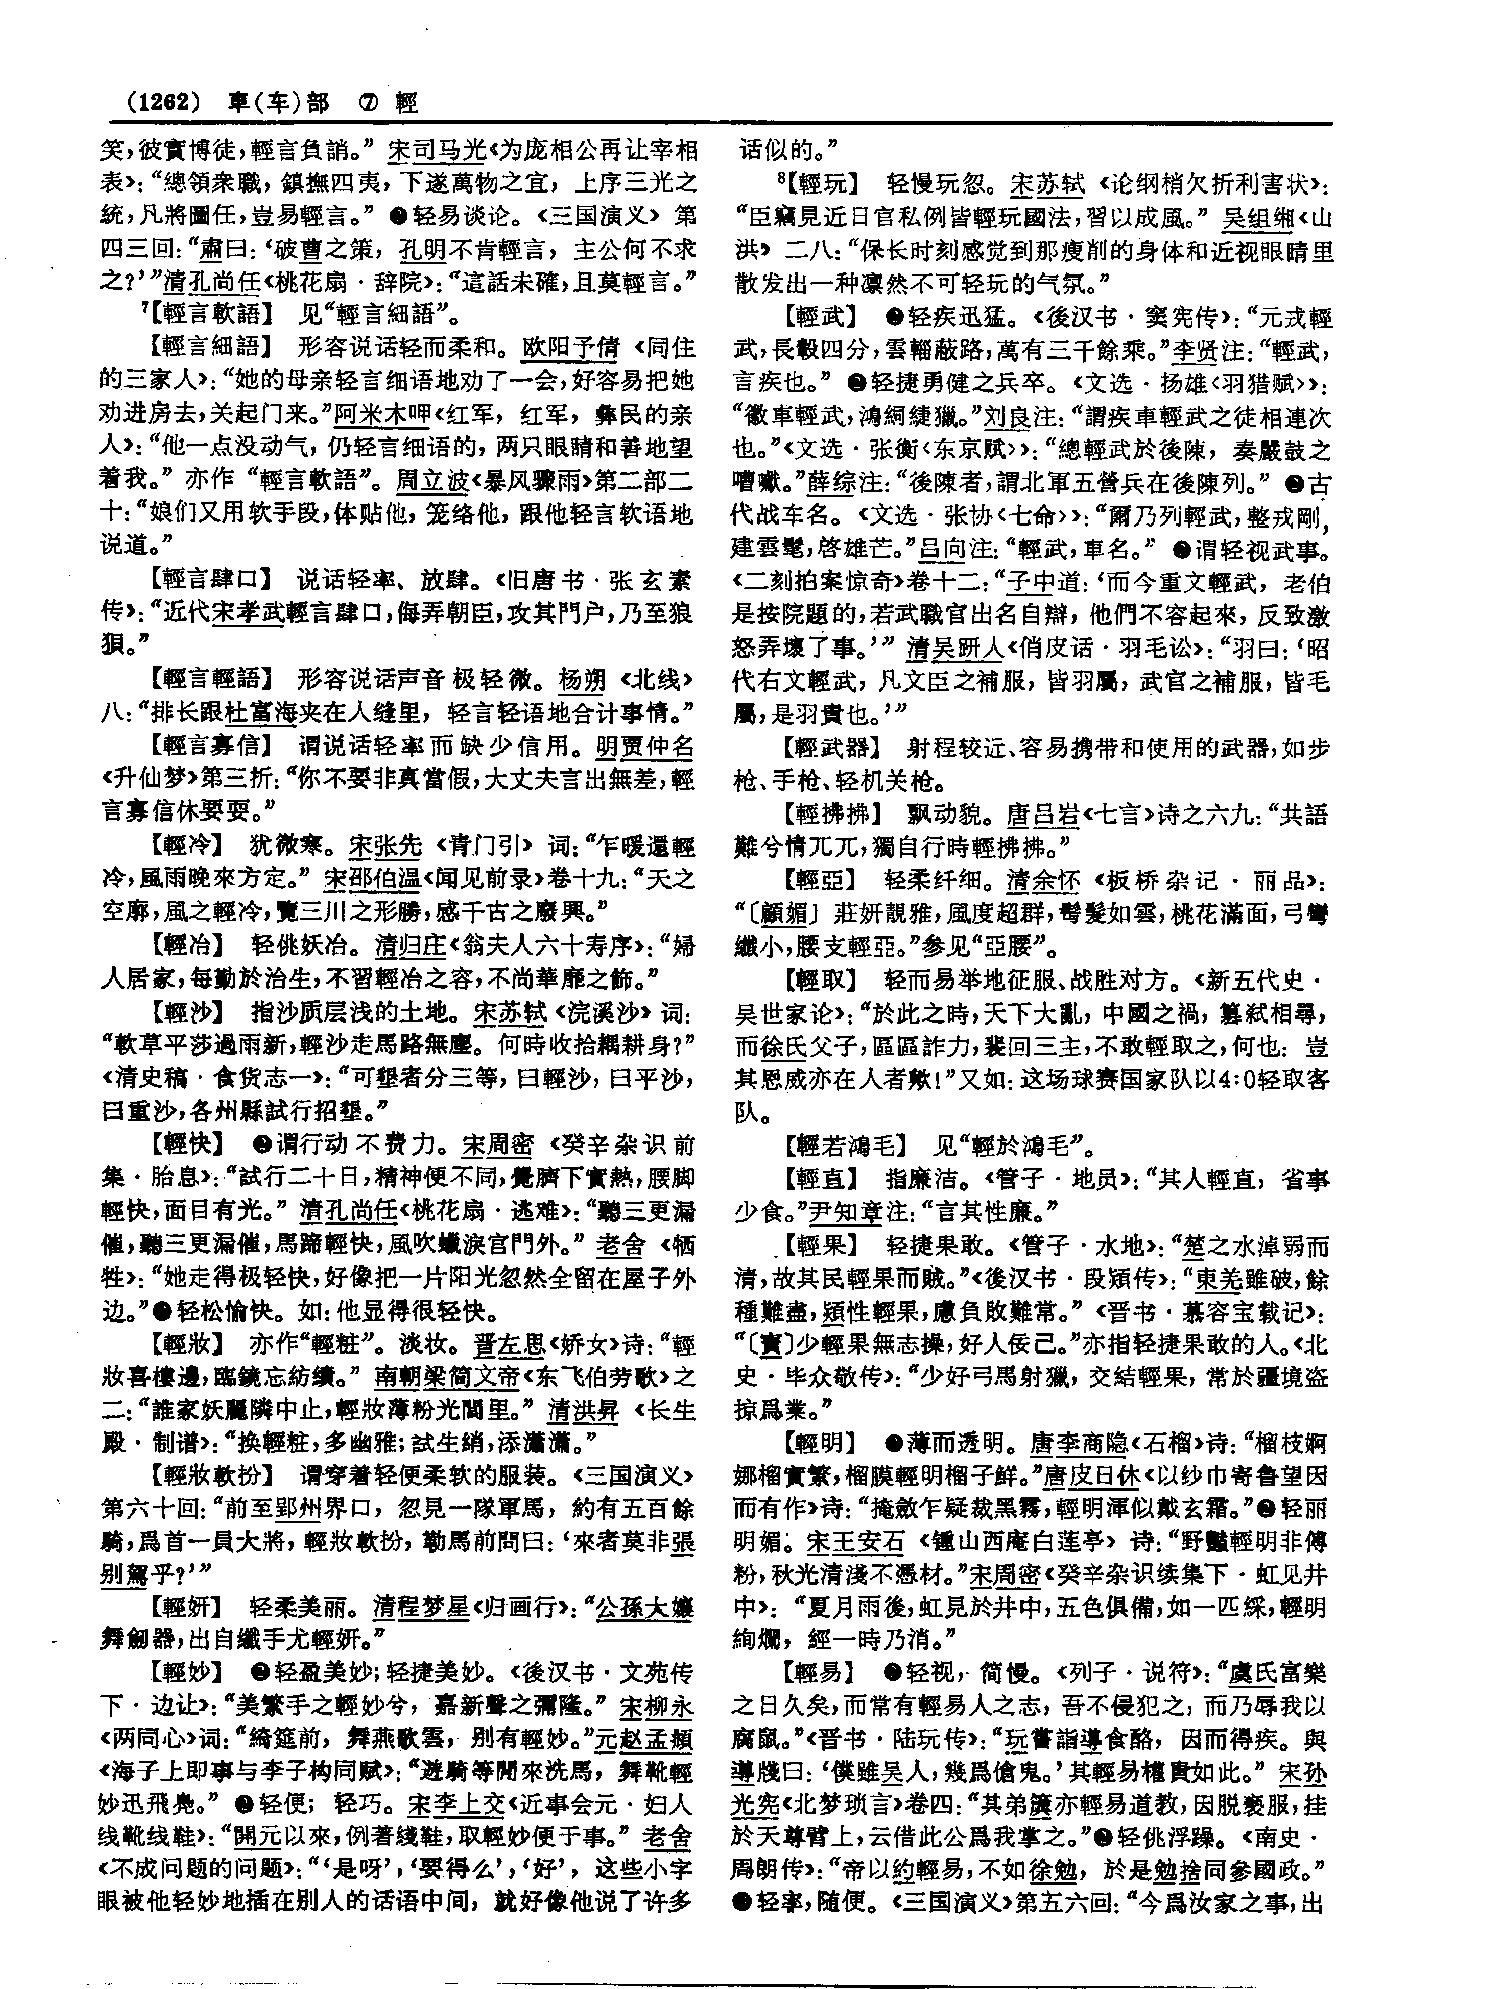 (1262) 車(车)部 ⑦ 輕
笑，彼實博徒，輕言負誚。” 宋司马光《为庞相公再让宰相
表》：“總領衆職，鎮撫四夷，下遂萬物之宜，上序三光之
統，凡將圖任，豈易輕言。” ❷轻易谈论。《三国演义》第
四三回：“肅曰：‘破曹之策，孔明不肯輕言，主公何不求
之？’”清孔尚任《桃花扇·辞院》：“這話未確，且莫輕言。”
7【輕言軟語】 见“輕言細語”。
【輕言細語】 形容说话轻而柔和。欧阳予倩《同住
的三家人》：“她的母亲轻言细语地劝了一会，好容易把她
劝进房去，关起门来。”阿米木呷《红军，红军，彝民的亲
人》：“他一点没动气，仍轻言细语的，两只眼睛和善地望
着我。” 亦作“輕言軟語”。周立波《暴风骤雨》第二部二
十：“娘们又用软手段，体贴他，笼络他，跟他轻言软语地
说道。”
【輕言肆口】 说话轻率、放肆。《旧唐书·张玄素
传》：“近代宋孝武輕言肆口，侮弄朝臣，攻其門户，乃至狼
狽。”
【輕言輕語】 形容说话声音极轻微。杨朔《北线》
八：“排长跟杜富海夹在人缝里，轻言轻语地合计事情。”
【輕言寡信】 谓说话轻率而缺少信用。明贾仲名
《升仙梦》第三折：“你不要非真當假，大丈夫言出無差，輕
言寡信休要耍。”
【輕冷】 犹微寒。宋张先《青门引》词：“乍暖還輕
冷，風雨晚來方定。” 宋邵伯温《闻见前录》卷十九：“天之
空廓，風之輕冷，覽三川之形勝，感千古之廢興。”
【輕冶】 轻佻妖冶。清归庄《翁夫人六十寿序》：“婦
人居家，每勤於治生，不習輕冶之容，不尚華靡之飾。”
【輕沙】 指沙质层浅的土地。宋苏轼《浣溪沙》词：
“軟草平莎過雨新，輕沙走馬路無塵。何時收拾耦耕身？”
《清史稿·食货志一》：“可墾者分三等，曰輕沙，曰平沙，
曰重沙，各州縣試行招墾。”
【輕快】 ❶谓行动不费力。宋周密《癸辛杂识前
集·胎息》：“試行二十日，精神便不同，覺臍下實熱，腰脚
輕快，面目有光。” 清孔尚任《桃花扇·逃难》：“聽三更漏
催，聽三更漏催，馬蹄輕快，風吹蠟淚宫門外。” 老舍《牺
牲》：“她走得极轻快，好像把一片阳光忽然全留在屋子外
边。”❷轻松愉快。如：他显得很轻快。
【輕妝】 亦作“輕粧”。淡妆。晋左思《娇女》诗：“輕
妝喜樓邊，臨鏡忘紡績。” 南朝梁简文帝《东飞伯劳歌》之
二：“誰家妖麗隣中止，輕妝薄粉光閭里。” 清洪昇《长生
殿·制谱》：“换輕粧，多幽雅；試生綃，添瀟灑。”
【輕妝軟扮】 谓穿着轻便柔软的服装。《三国演义》
第六十回：“前至郢州界口，忽見一隊軍馬，約有五百餘
騎，爲首一員大將，輕妝軟扮，勒馬前問曰：‘來者莫非張
别駕乎？’”
【輕妍】 轻柔美丽。清程梦星《归画行》：“公孫大孃
舞劍器，出自纖手尤輕妍。”
【輕妙】 ❶轻盈美妙；轻捷美妙。《後汉书·文苑传
下·边让》：“美繁手之輕妙兮，嘉新聲之彌隆。” 宋柳永
《两同心》词：“綺筵前，舞燕歌雲，别有輕妙。”元赵孟頫
《海子上即事与李子构同赋》：“遊騎等閒來洗馬，舞靴輕
妙迅飛鳧。” ❷轻便；轻巧。宋李上交《近事会元·妇人
线靴线鞋》：“開元以來，例著綫鞋，取輕妙便于事。” 老舍
《不成问题的问题》：“‘是呀’，‘要得么’，‘好’，这些小字
眼被他轻妙地插在别人的话语中间，就好像他说了许多
话似的。”
8【輕玩】 轻慢玩忽。宋苏轼《论纲梢欠折利害状》：
“臣竊見近日官私例皆輕玩國法，習以成風。” 吴组缃《山
洪》二八：“保长时刻感觉到那瘦削的身体和近视眼睛里
散发出一种凛然不可轻玩的气氛。”
【輕武】 ❶轻疾迅猛。《後汉书·窦宪传》：“元戎輕
武，長轂四分，雲輜蔽路，萬有三千餘乘。”李贤注：“輕武，
言疾也。” ❷轻捷勇健之兵卒。《文选·扬雄〈羽猎赋〉》：
“徽車輕武，鴻絧緁獵。”刘良注：“謂疾車輕武之徒相連次
也。”《文选·张衡〈东京赋〉》：“總輕武於後陳，奏嚴鼓之
嘈囐。”薛综注：“後陳者，謂北軍五營兵在後陳列。” ❸古
代战车名。《文选·张协〈七命〉》：“爾乃列輕武，整戎剛，
建雲髦，啓雄芒。”吕向注：“輕武，車名。” ❹谓轻视武事。
《二刻拍案惊奇》卷十二：“子中道：‘而今重文輕武，老伯
是按院題的，若武職官出名自辯，他們不容起來，反致激
怒弄壞了事。’” 清吴趼人《俏皮话·羽毛讼》：“羽曰：‘昭
代右文輕武，凡文臣之補服，皆羽屬，武官之補服，皆毛
屬，是羽貴也。’”
【輕武器】 射程较近、容易携带和使用的武器，如步
枪、手枪、轻机关枪。
【輕拂拂】 飘动貌。唐吕岩《七言》诗之六九：“共語
難兮情兀兀，獨自行時輕拂拂。”
【輕亞】 轻柔纤细。清余怀《板桥杂记·丽品》：
“〔顧媚〕莊妍靚雅，風度超群，鬢髮如雲，桃花滿面，弓彎
纖小，腰支輕亞。”参见“亞腰”。
【輕取】 轻而易举地征服、战胜对方。《新五代史·
吴世家论》：“於此之時，天下大亂，中國之禍，篡弑相尋，
而徐氏父子，區區詐力，裴回三主，不敢輕取之，何也：豈
其恩威亦在人者歟！”又如：这场球赛国家队以4：0轻取客
队。
【輕若鴻毛】 见“輕於鴻毛”。
【輕直】 指廉洁。《管子·地员》：“其人輕直，省事
少食。”尹知章注：“言其性廉。”
【輕果】 轻捷果敢。《管子·水地》：“楚之水淖弱而
清，故其民輕果而賊。”《後汉书·段熲传》：“東羌雖破，餘
種難盡，熲性輕果，慮負敗難常。” 《晋书·慕容宝载记》：
“〔寶〕少輕果無志操，好人佞己。”亦指轻捷果敢的人。《北
史·毕众敬传》：“少好弓馬射獵，交結輕果，常於疆境盗
掠爲業。”
【輕明】 ❶薄而透明。唐李商隐《石榴》诗：“榴枝婀
娜榴實繁，榴膜輕明榴子鮮。”唐皮日休《以纱巾寄鲁望因
而有作》诗：“掩斂乍疑裁黑霧，輕明渾似戴玄霜。”❷轻丽
明媚。宋王安石《锺山西庵白莲亭》诗：“野豔輕明非傅
粉，秋光清淺不憑材。”宋周密《癸辛杂识续集下·虹见井
中》：“夏月雨後，虹見於井中，五色俱備，如一匹綵，輕明
絢爛，經一時乃消。”
【輕易】 ❶轻视，简慢。《列子·说符》：“虞氏富樂
之日久矣，而常有輕易人之志，吾不侵犯之，而乃辱我以
腐鼠。”《晋书·陆玩传》：“玩嘗詣導食酪，因而得疾。與
導牋曰：‘僕雖吴人，幾爲傖鬼。’其輕易權貴如此。” 宋孙
光宪《北梦琐言》卷四：“其弟簴亦輕易道教，因脱褻服，挂
於天尊臂上，云借此公爲我掌之。”❷轻佻浮躁。《南史·
周朗传》：“帝以約輕易，不如徐勉，於是勉捨同參國政。”
❸轻率，随便。《三国演义》第五六回：“今爲汝家之事，出